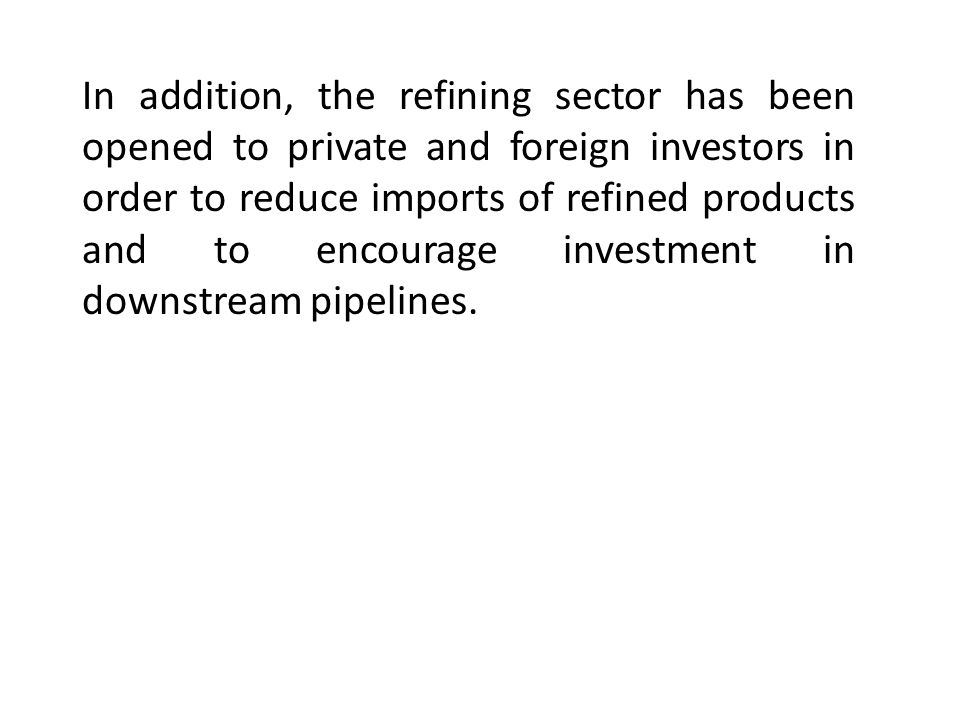 In addition, the refining sector has been
opened to private and foreign investors in
order to reduce imports of refined products
and to encourage investment in
downstream pipelines.